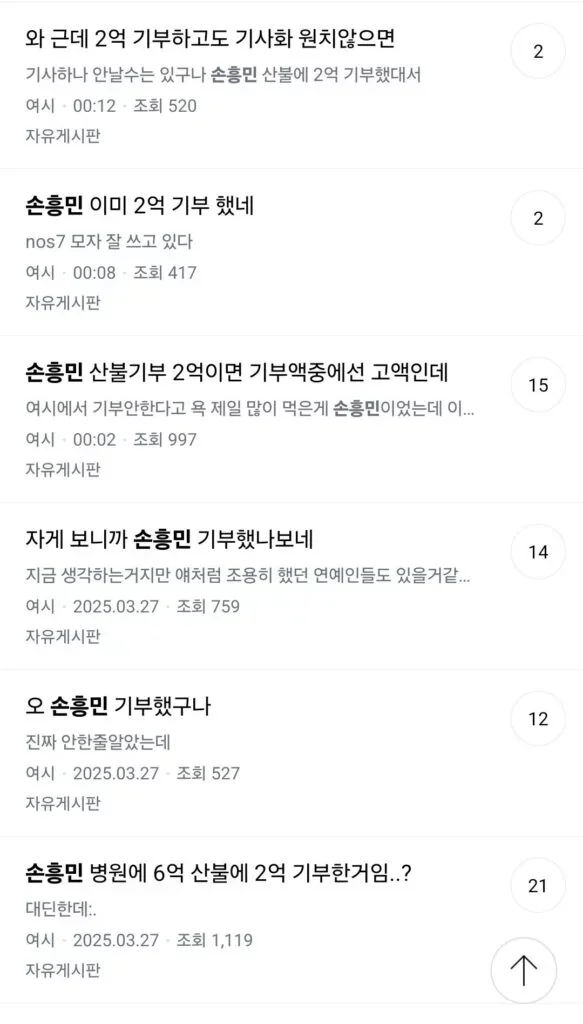 와 근데 2억 기부하고도 기사화 원치않으면
2
기사하나 안날수는 있구나 손흥민 산불에 2억 기부했대서
여시 · 00:12 · 조회 520
자유게시판
손흥민 이미 2억 기부 했네
2
nos7 모자 잘 쓰고 있다
여시 · 00:08 · 조회 417
자유게시판
손흥민 산불기부 2억이면 기부액중에선 고액인데
15
여시에서 기부안한다고 욕 제일 많이 먹은게 손흥민이었는데 이...
여시 · 00:02 · 조회 997
자유게시판
자게 보니까 손흥민 기부했나보네
14
지금 생각하는거지만 얘처럼 조용히 했던 연예인들도 있을거같...
여시 · 2025.03.27 · 조회 759
자유게시판
오 손흥민 기부했구나
12
진짜 안한줄알았는데
여시 · 2025.03.27 · 조회 527
자유게시판
손흥민 병원에 6억 산불에 2억 기부한거임..?
21
대딘한데:.
여시 · 2025.03.27 · 조회 1,119
자유게시판